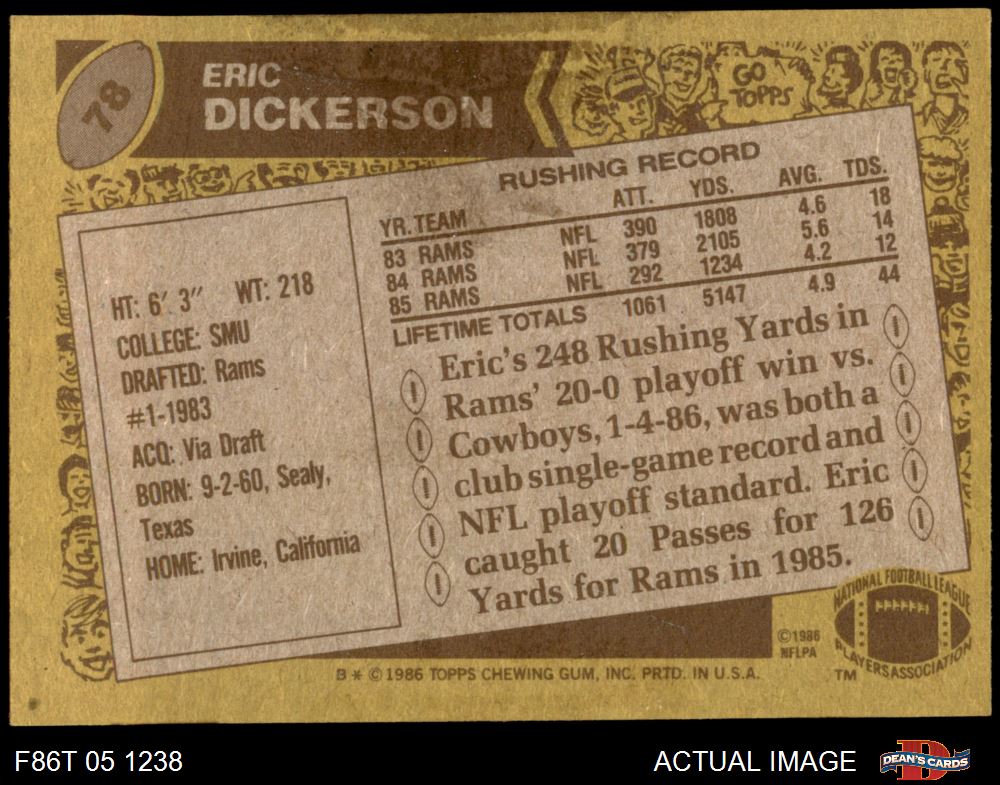 78
ERIC
DICKERSON
GO
TOPPS
RUSHING RECORD
YR. TEAM ATT. YDS. AVG. TDS.
83 RAMS NFL 390 1808 4.6 18
84 RAMS NFL 379 2105 5.6 14
85 RAMS NFL 292 1234 4.2 12
LIFETIME TOTALS 1061 5147 4.9 44
HT: 6' 3" WT: 218
COLLEGE: SMU
DRAFTED: Rams
#1-1983
ACQ: Via Draft
BORN: 9-2-60, Sealy,
Texas
HOME: Irvine, California
Eric's 248 Rushing Yards in
Rams' 20-0 playoff win vs.
Cowboys, 1-4-86, was both a
club single-game record and
NFL playoff standard. Eric
caught 20 Passes for 126
Yards for Rams in 1985.
©1986
NFLPA
NATIONAL FOOTBALL LEAGUE
PLAYERS ASSOCIATION
TM
B * © 1986 TOPPS CHEWING GUM, INC. PRTD. IN U.S.A.
F86T 05 1238
ACTUAL IMAGE
D
DEAN'S CARDS